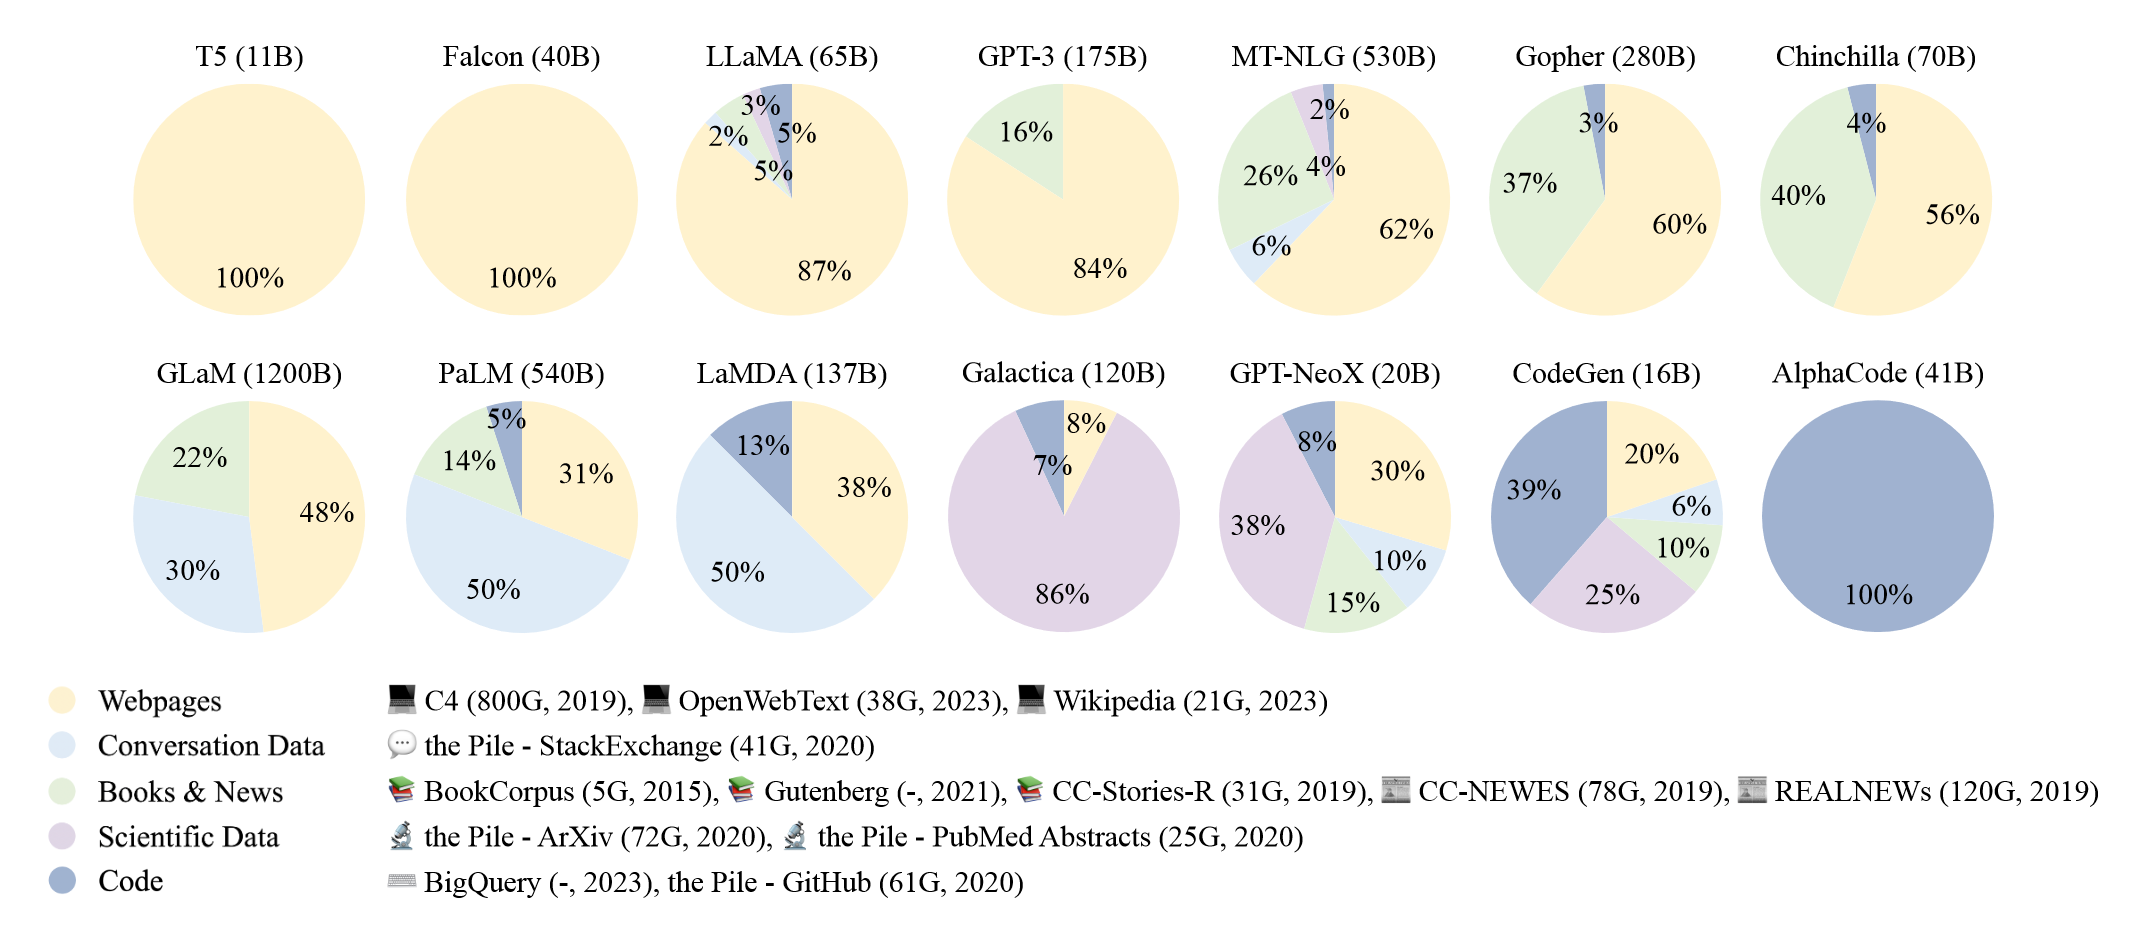 T5 (11B)
Falcon (40B)
LLaMA (65B)
GPT-3 (175B)
MT-NLG (530B)
Gopher (280B)
Chinchilla (70B)
100%
100%
3%
2%
5%
5%
87%
16%
84%
2%
4%
26%
6%
62%
3%
37%
60%
4%
40%
56%
GLaM (1200B)
PaLM (540B)
LaMDA (137B)
Galactica (120B)
GPT-NeoX (20B)
CodeGen (16B)
AlphaCode (41B)
22%
48%
30%
5%
14%
31%
50%
13%
38%
50%
8%
7%
86%
8%
30%
38%
10%
15%
20%
39%
6%
10%
25%
100%
Webpages
C4 (800G, 2019), OpenWebText (38G, 2023), Wikipedia (21G, 2023)
Conversation Data
the Pile - StackExchange (41G, 2020)
Books & News
BookCorpus (5G, 2015), Gutenberg (-, 2021), CC-Stories-R (31G, 2019), CC-NEWES (78G, 2019), REALNEWs (120G, 2019)
Scientific Data
the Pile - ArXiv (72G, 2020), the Pile - PubMed Abstracts (25G, 2020)
Code
BigQuery (-, 2023), the Pile - GitHub (61G, 2020)